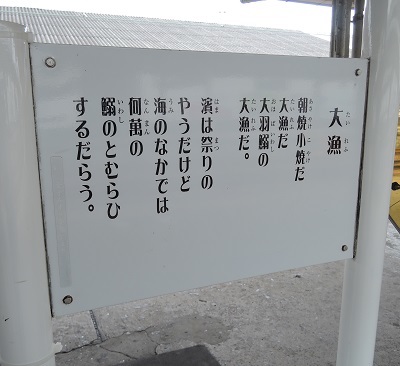 大漁
朝焼小焼だ
大漁だ
大羽鰮の
大漁だ。
濱は祭りの
やうだけど
海のなかでは
何萬の
鰮のとむらひ
するだらう。